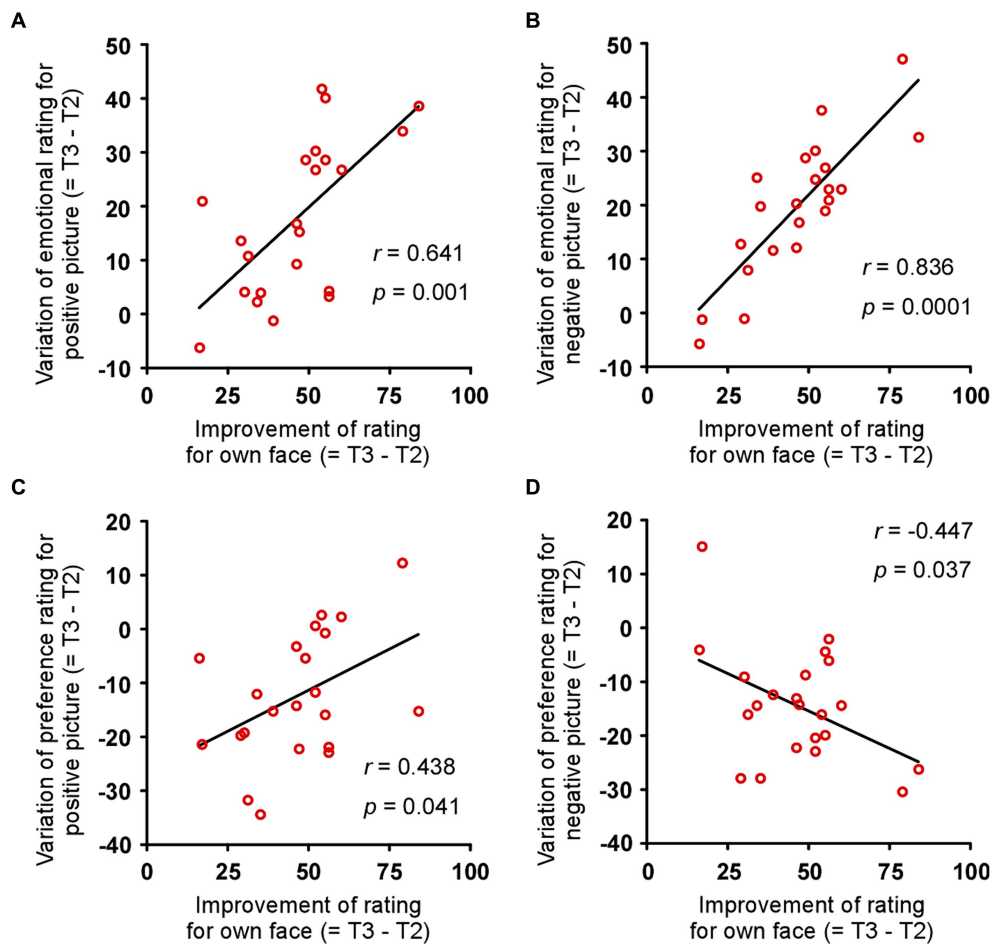 A
Variation of emotional rating for
positive picture (= T3 - T2)
50
40
30
20
10
0
-10
r = 0.641
p = 0.001
0 25 50 75 100
Improvement of rating
for own face (= T3 - T2)
B
Variation of emotional rating for
negative picture (= T3 - T2)
50
40
30
20
10
0
-10
r = 0.836
p = 0.0001
0 25 50 75 100
Improvement of rating
for own face (= T3 - T2)
C
Variation of preference rating for
positive picture (= T3 - T2)
20
10
0
-10
-20
-30
-40
r = 0.438
p = 0.041
0 25 50 75 100
Improvement of rating
for own face (= T3 - T2)
D
Variation of preference rating for
negative picture (= T3 - T2)
20
10
0
-10
-20
-30
-40
r = -0.447
p = 0.037
0 25 50 75 100
Improvement of rating
for own face (= T3 - T2)